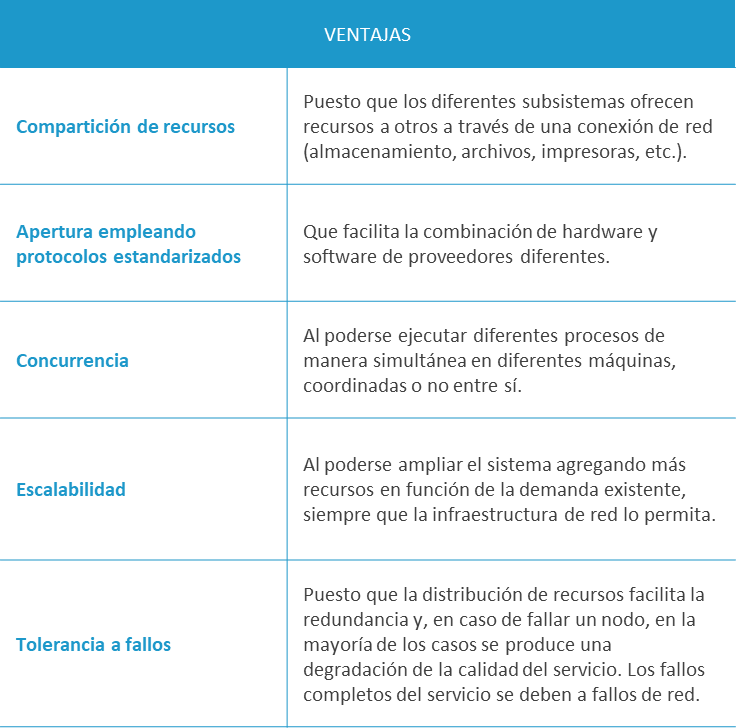 VENTAJAS
Compartición de recursos
Puesto que los diferentes subsistemas ofrecen
recursos a otros a través de una conexión de red
(almacenamiento, archivos, impresoras, etc.).
Apertura empleando
protocolos estandarizados
Que facilita la combinación de hardware y
software de proveedores diferentes.
Concurrencia
Al poderse ejecutar diferentes procesos de
manera simultánea en diferentes máquinas,
coordinadas o no entre sí.
Escalabilidad
Al poderse ampliar el sistema agregando más
recursos en función de la demanda existente,
siempre que la infraestructura de red lo permita.
Tolerancia a fallos
Puesto que la distribución de recursos facilita la
redundancia y, en caso de fallar un nodo, en la
mayoría de los casos se produce una
degradación de la calidad del servicio. Los fallos
completos del servicio se deben a fallos de red.